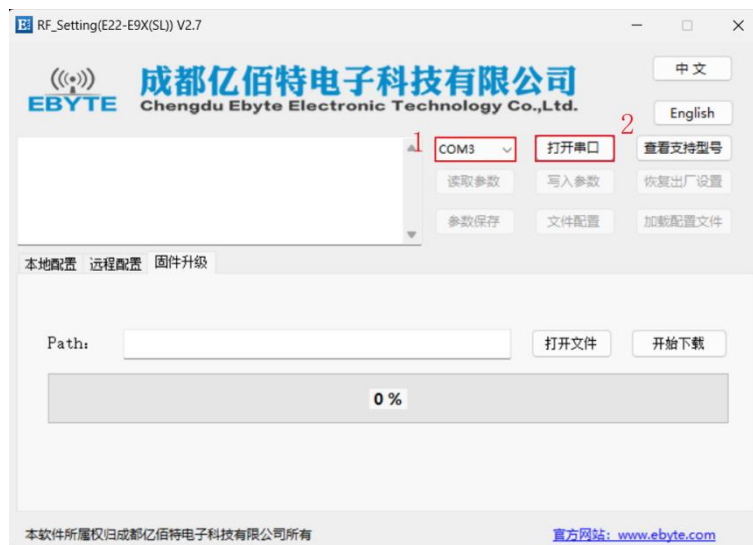 RF_Setting(E22-E9X(SL)) V2.7
EBYTE
成都亿佰特电子科技有限公司
Chengdu Ebyte Electronic Technology Co.,Ltd.
中文
English
1
COM3
打开串口
2
查看支持型号
读取参数
写入参数
恢复出厂设置
参数保存
文件配置
加载配置文件
本地配置 远程配置 固件升级
Path:
打开文件
开始下载
0 %
本软件所属权归成都亿佰特电子科技有限公司所有
官方网站：www.ebyte.com